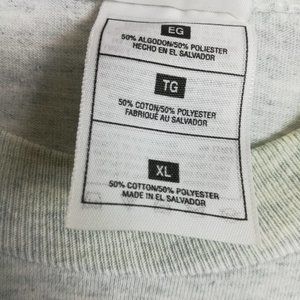 EG
50% ALGODON/50% POLIESTER
HECHO EN EL SALVADOR
TG
50% COTON/50% POLYESTER
FABRIQUÉ AU SALVADOR
XL
50% COTTON/50% POLYESTER
MADE IN EL SALVADOR